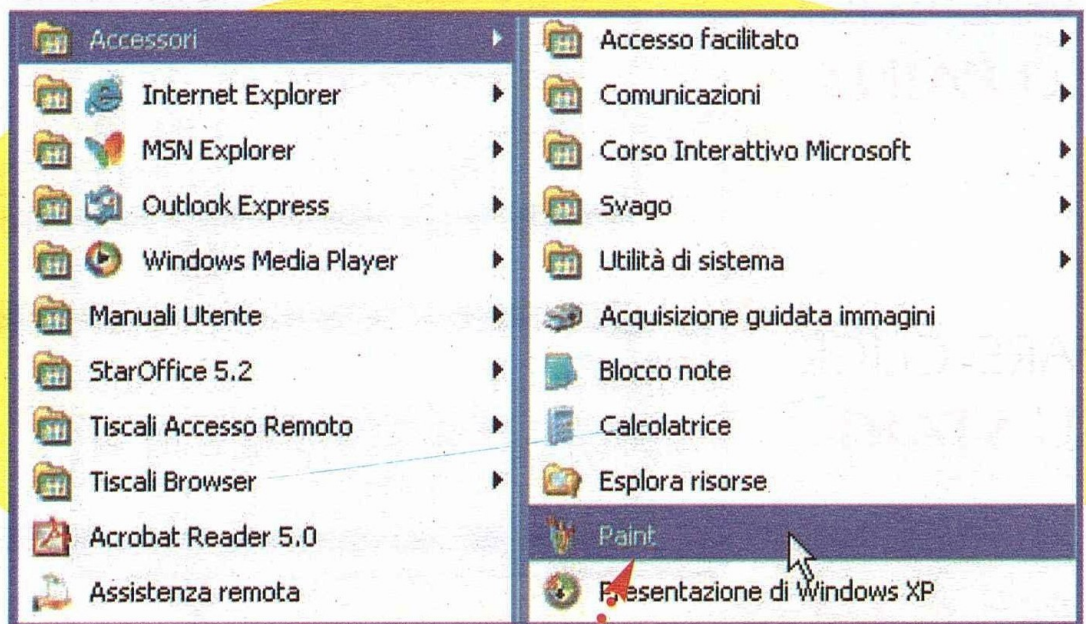 Accessori
Internet Explorer
MSN Explorer
Outlook Express
Windows Media Player
Manuali Utente
StarOffice 5.2
Tiscali Accesso Remoto
Tiscali Browser
Acrobat Reader 5.0
Assistenza remota
Accesso facilitato
Comunicazioni
Corso Interattivo Microsoft
Svago
Utilità di sistema
Acquisizione guidata immagini
Blocco note
Calcolatrice
Esplora risorse
Paint
Presentazione di Windows XP